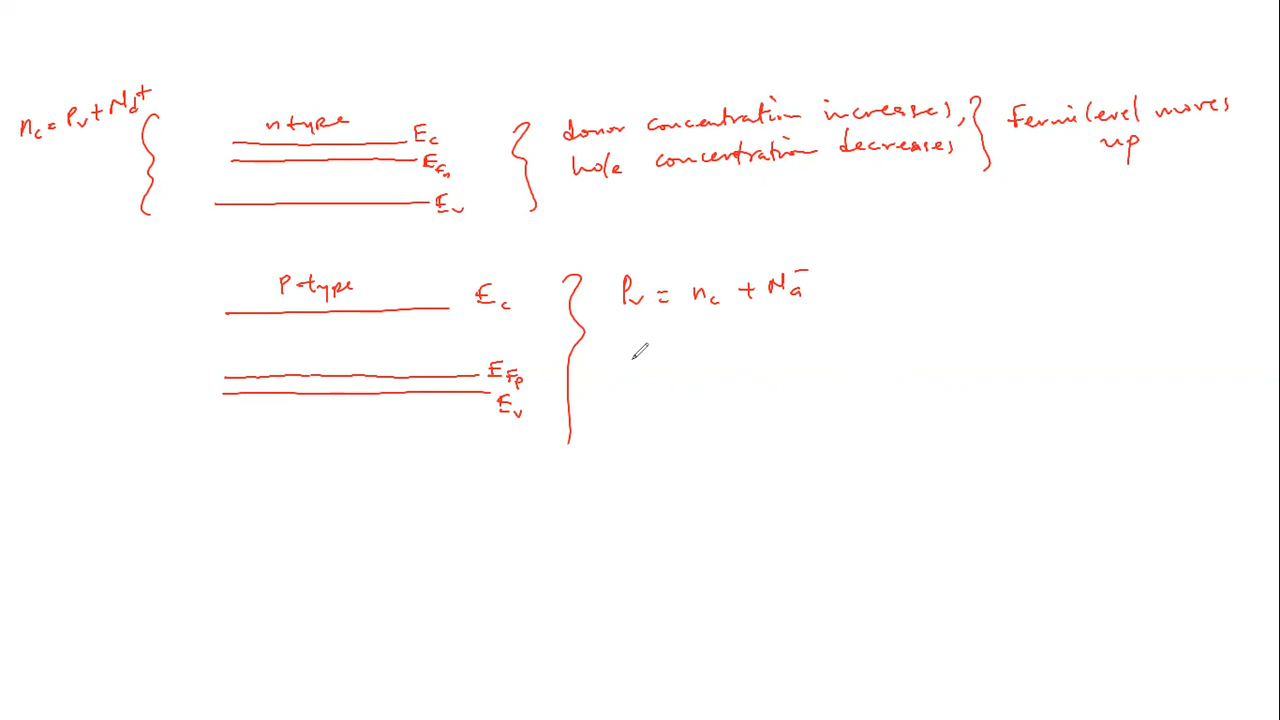 n_c = P_v + N_d^+
n type
E_c
E_Fn
E_v
donor concentration increases,
hole concentration decreases
Fermi level moves
up
P-type
E_c
E_Fp
E_v
P_v = n_c + N_a^-